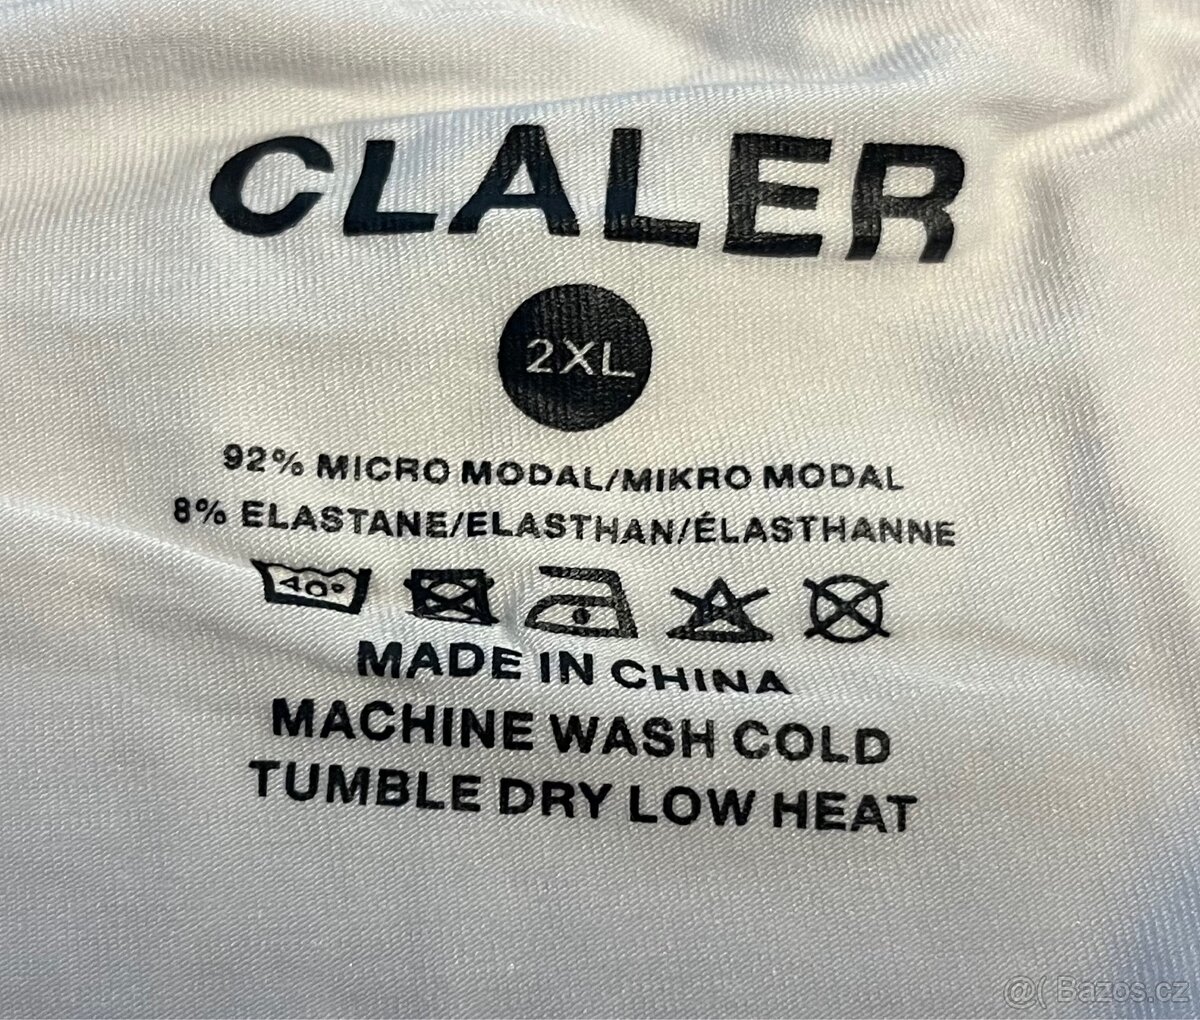 CLALER
2XL
92% MICRO MODAL/MIKRO MODAL
8% ELASTANE/ELASTHAN/ÉLASTHANNE
40°
MADE IN CHINA
MACHINE WASH COLD
TUMBLE DRY LOW HEAT
@( Bazos.cz